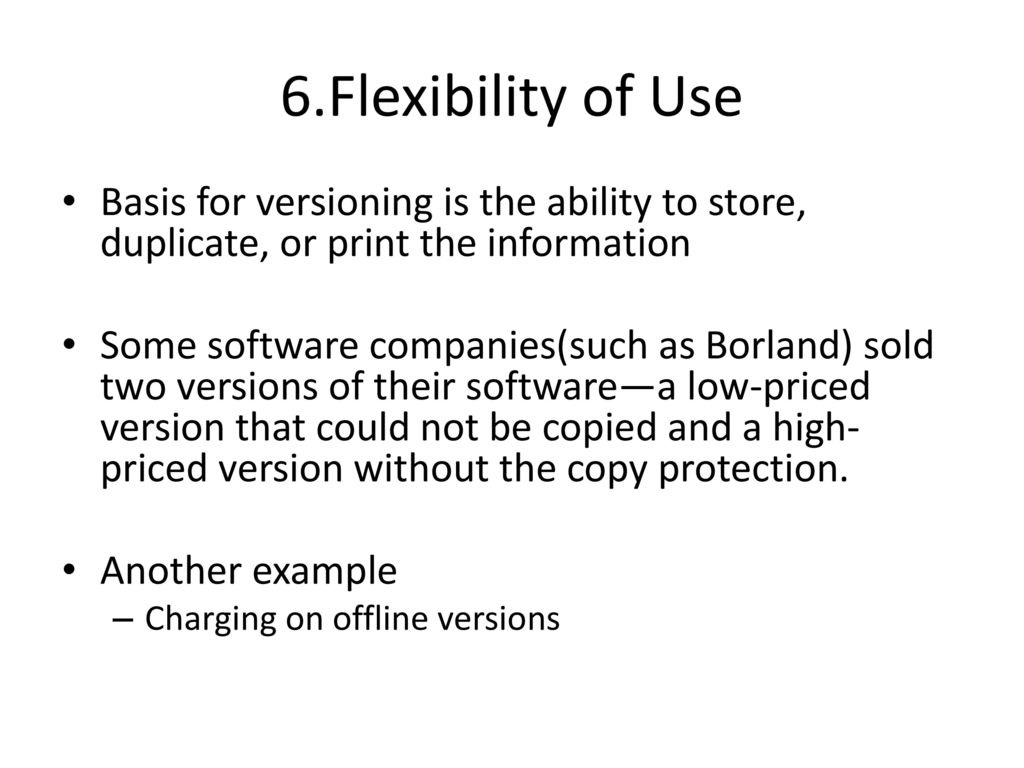 6.Flexibility of Use
• Basis for versioning is the ability to store,
duplicate, or print the information
• Some software companies(such as Borland) sold
two versions of their software—a low-priced
version that could not be copied and a high-
priced version without the copy protection.
• Another example
– Charging on offline versions